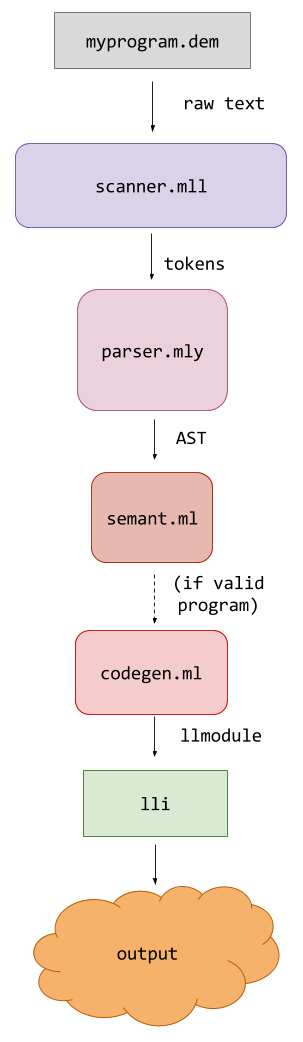 myprogram.dem
raw text
scanner.mll
tokens
parser.mly
AST
semant.ml
(if valid
program)
codegen.ml
llmodule
lli
output